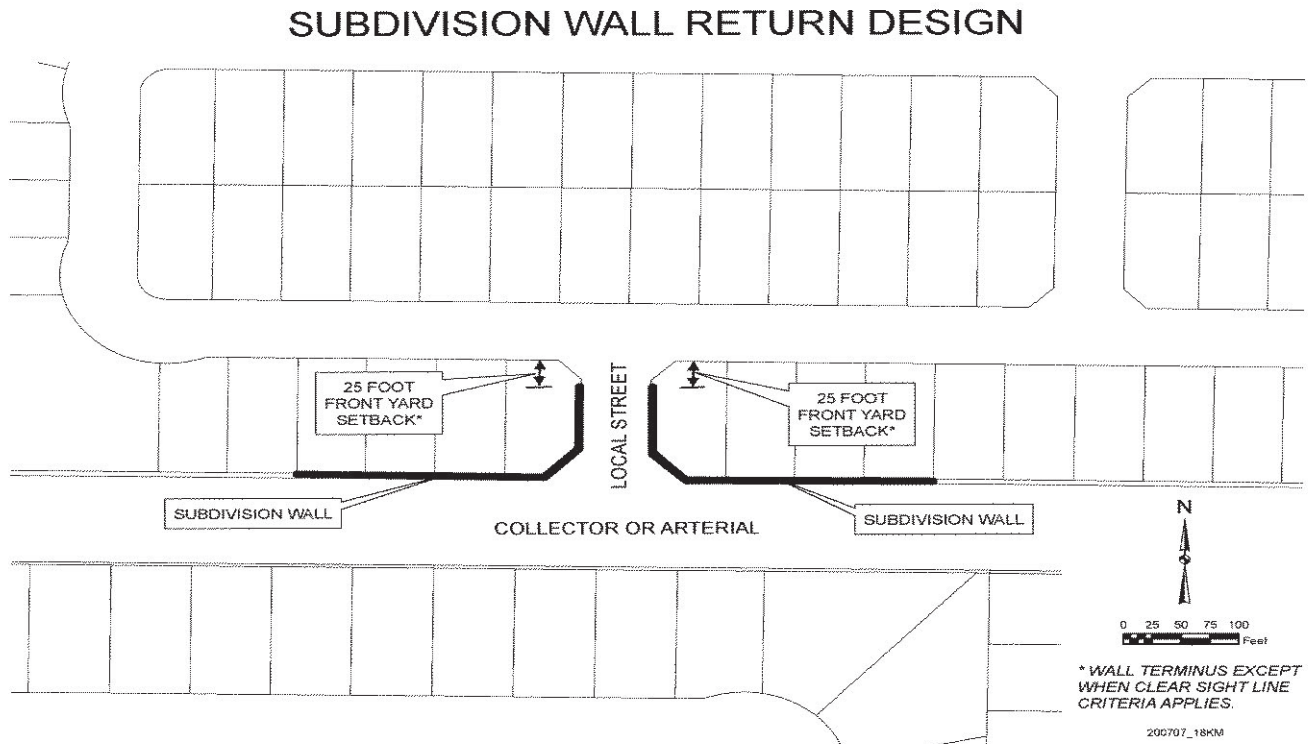 SUBDIVISION WALL RETURN DESIGN
25 FOOT
FRONT YARD
SETBACK*
LOCAL STREET
25 FOOT
FRONT YARD
SETBACK*
SUBDIVISION WALL
COLLECTOR OR ARTERIAL
SUBDIVISION WALL
N
0 25 50 75 100
Feet
* WALL TERMINUS EXCEPT
WHEN CLEAR SIGHT LINE
CRITERIA APPLIES.
200707_18KM